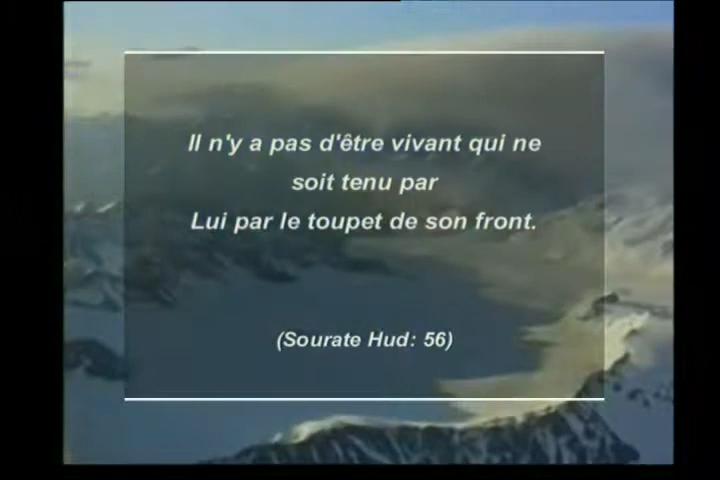 Il n'y a pas d'être vivant qui ne
soit tenu par
Lui par le toupet de son front.
(Sourate Hud: 56)